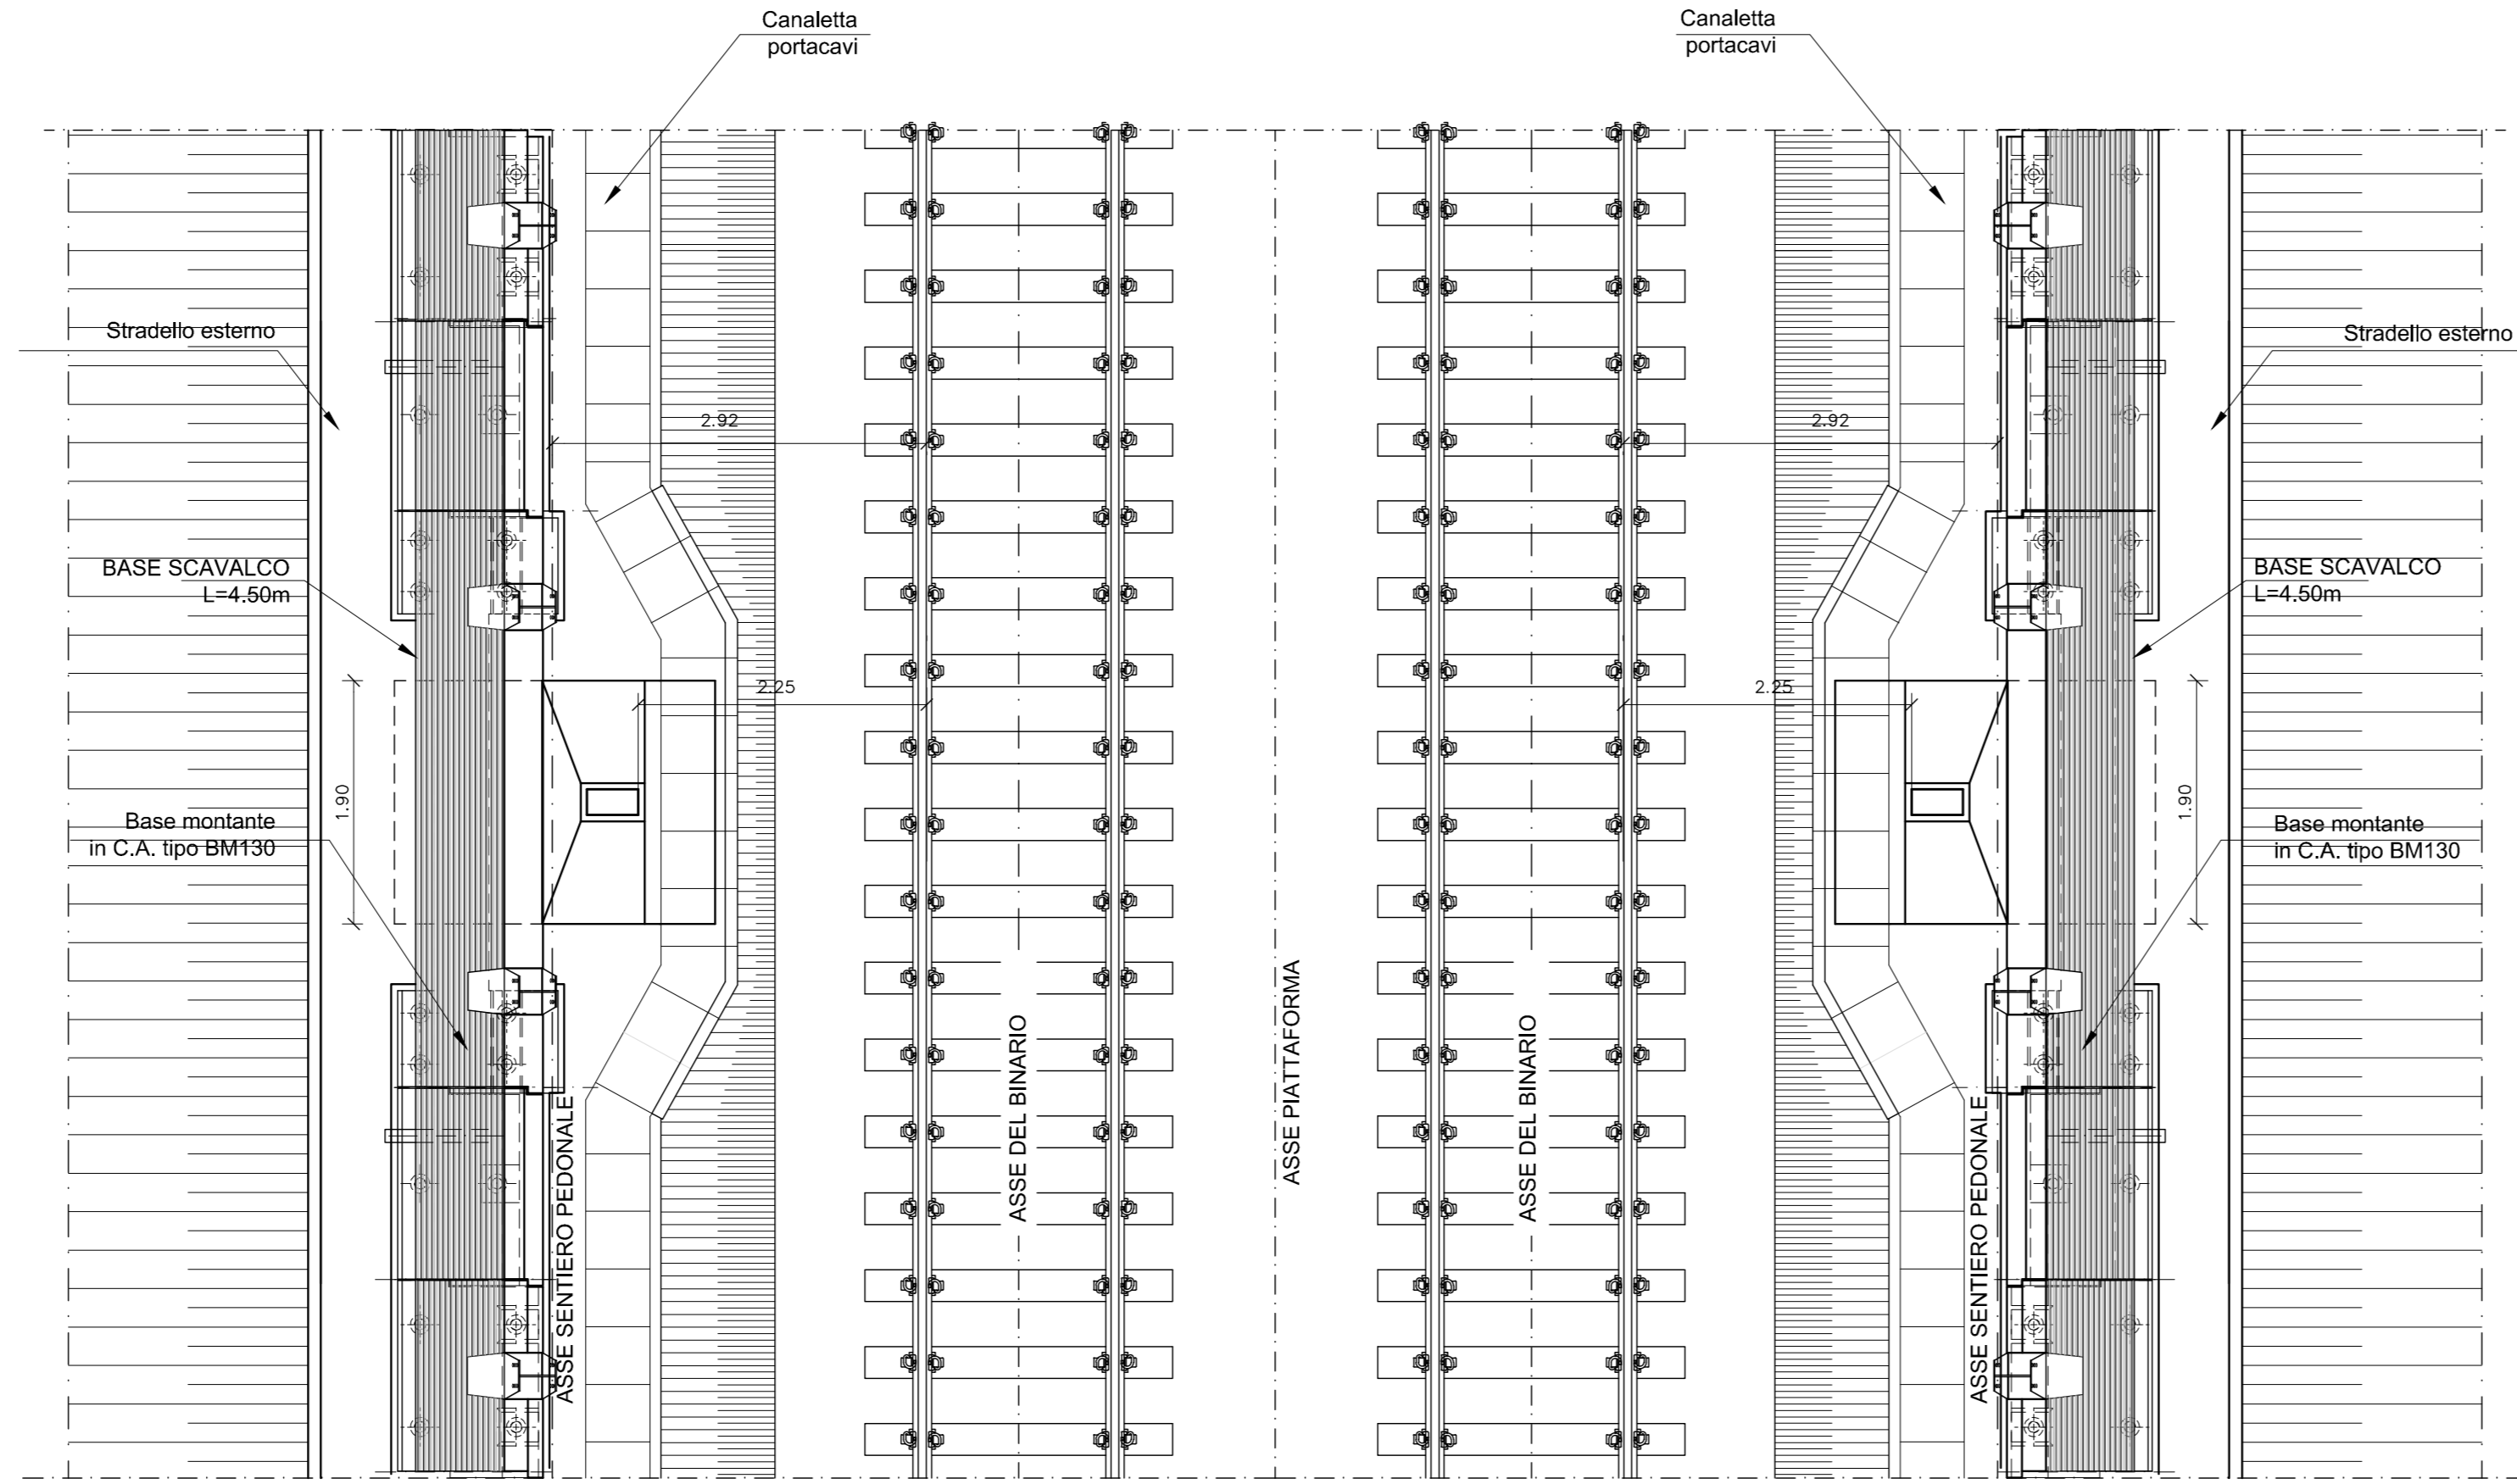 Canaletta
portacavi
Canaletta
portacavi
Stradello esterno
Stradello esterno
2.92
2.92
BASE SCAVALCO
L=4.50m
BASE SCAVALCO
L=4.50m
2.25
2.25
1.90
1.90
Base montante
in C.A. tipo BM130
Base montante
in C.A. tipo BM130
ASSE SENTIERO PEDONALE
ASSE DEL BINARIO
ASSE PIATTAFORMA
ASSE DEL BINARIO
ASSE SENTIERO PEDONALE